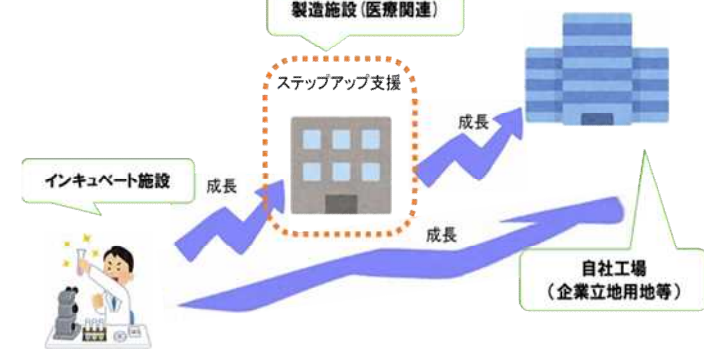 製造施設(医療関連)
ステップアップ支援
成長
インキュベート施設
成長
成長
自社工場
(企業立地用地等)